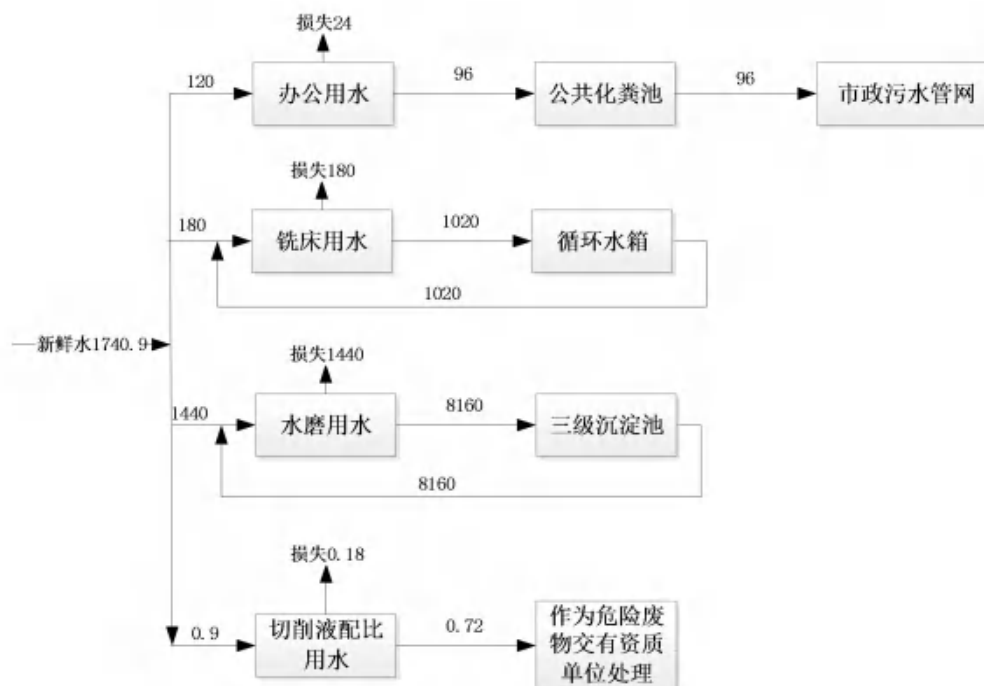 损失24
120
办公用水
96
公共化粪池
96
市政污水管网
损失180
180
铣床用水
1020
循环水箱
1020
新鲜水1740.9
损失1440
1440
水磨用水
8160
三级沉淀池
8160
损失0.18
0.9
切削液配比
用水
0.72
作为危险废
物交有资质
单位处理